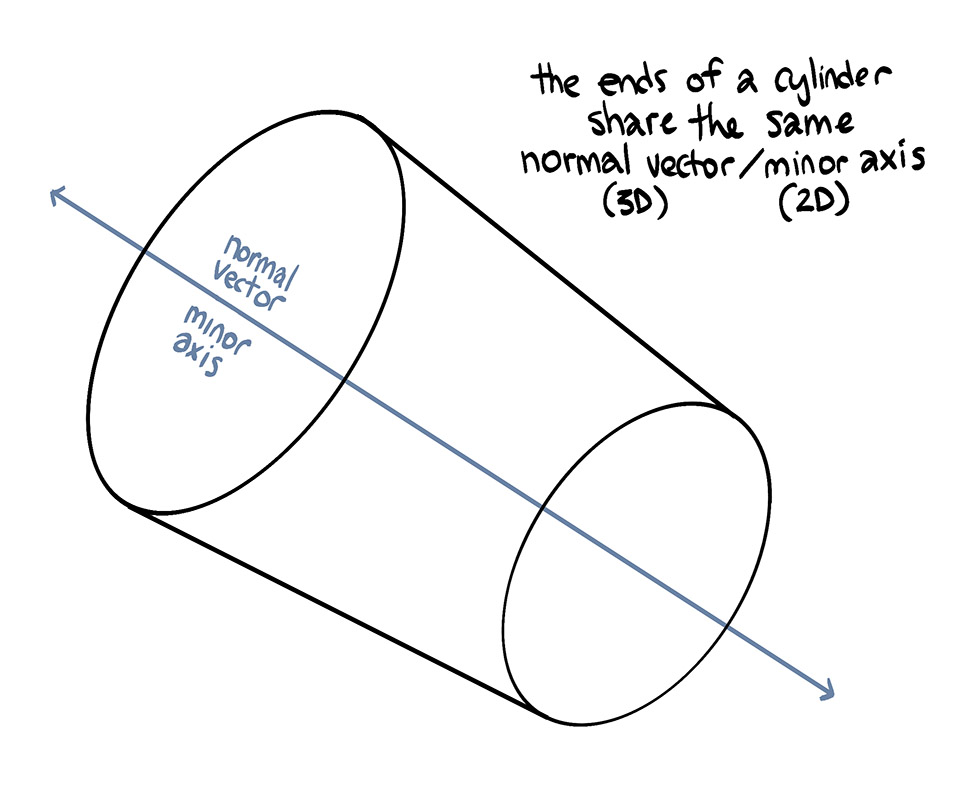 the ends of a cylinder
share the same
normal vector/minor axis
(3D) (2D)
normal
vector
minor
axis